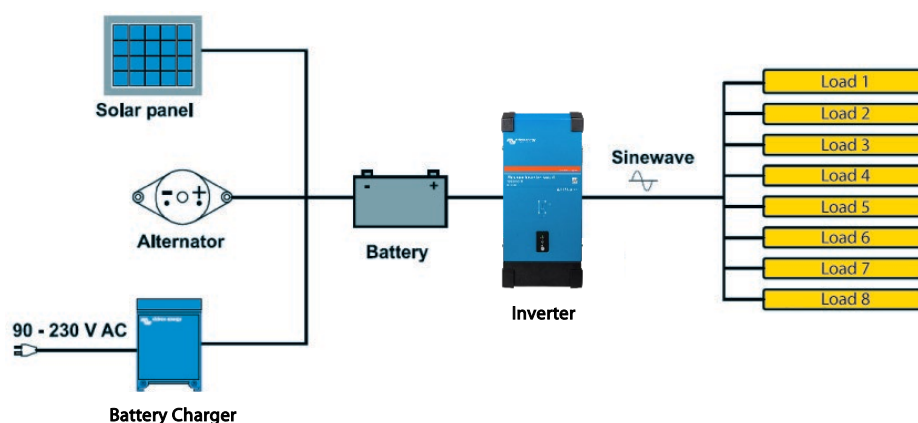 Solar panel
Alternator
90 - 230 V AC
Battery Charger
-
+
-
+
Battery
Inverter
Sinewave
Load 1
Load 2
Load 3
Load 4
Load 5
Load 6
Load 7
Load 8